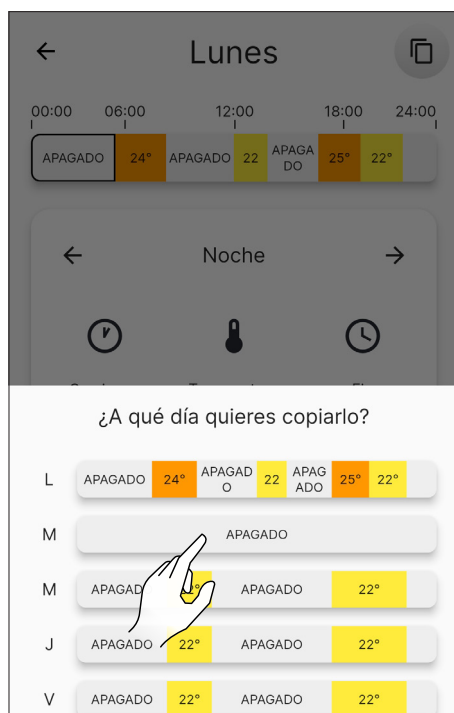 Lunes
00:00 06:00 12:00 18:00 24:00
APAGADO 24° APAGADO 22 APAGA
DO 25° 22°
Noche
¿A qué día quieres copiarlo?
L APAGADO 24° APAGAD
O 22 APAG
ADO 25° 22°
M APAGADO
M APAGAD 22° APAGADO 22°
J APAGADO 22° APAGADO 22°
V APAGADO 22° APAGADO 22°